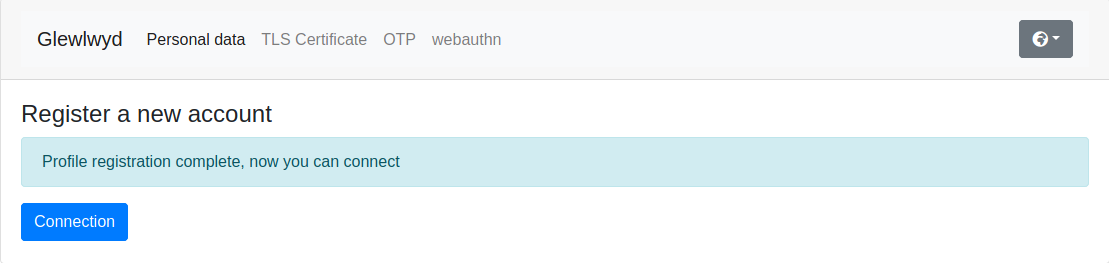 Glewlwyd Personal data TLS Certificate OTP webauthn
Register a new account
Profile registration complete, now you can connect
Connection